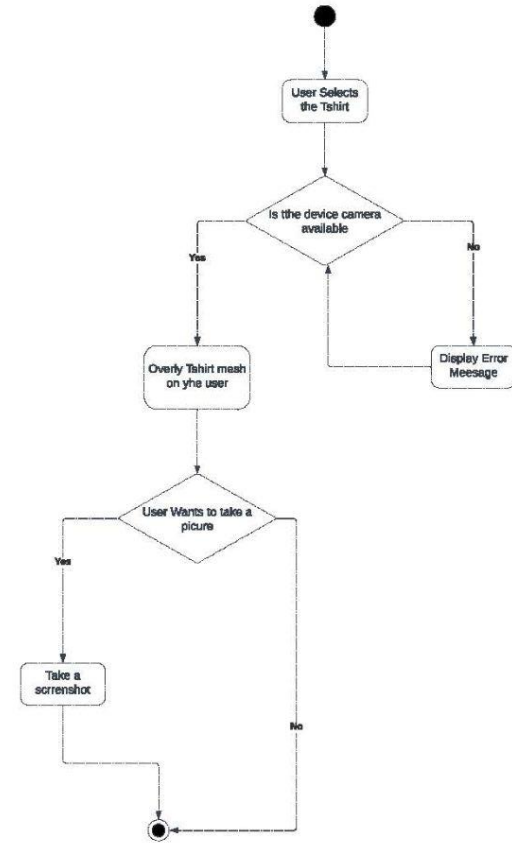 User Selects
the Tshirt
Is tthe device camera
available
Yes
No
Overly Tshirt mesh
on yhe user
Display Error
Meesage
User Wants to take a
picure
Yes
Take a
scrrenshot
No